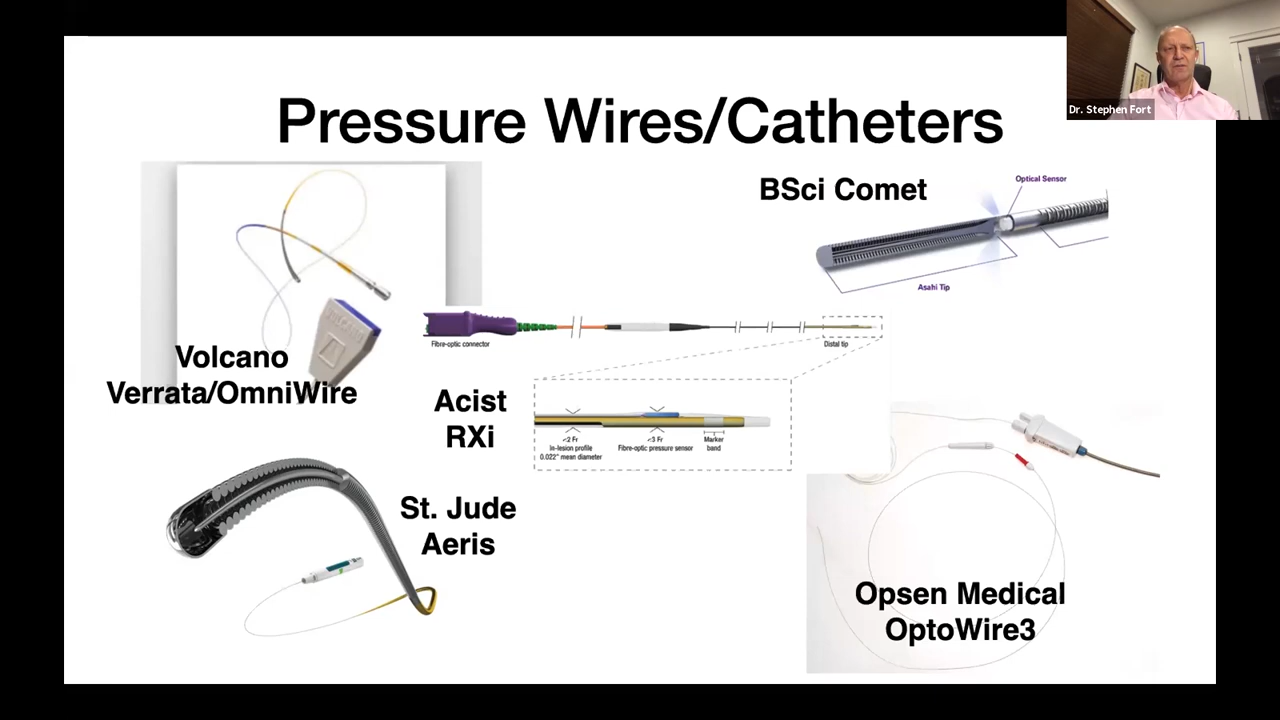 Dr. Stephen Fort
Pressure Wires/Catheters
BSci Comet
Optical Sensor
Asahi Tip
VOLCANO
Volcano
Verrata/OmniWire
Fibre-optic connector
Distal tip
Acist
RXi
<2 Fr
In-lesion profile
0.022" mean diameter
<3 Fr
Fibre-optic pressure sensor
Marker
band
St. Jude
Aeris
Opsen Medical
OptoWire3